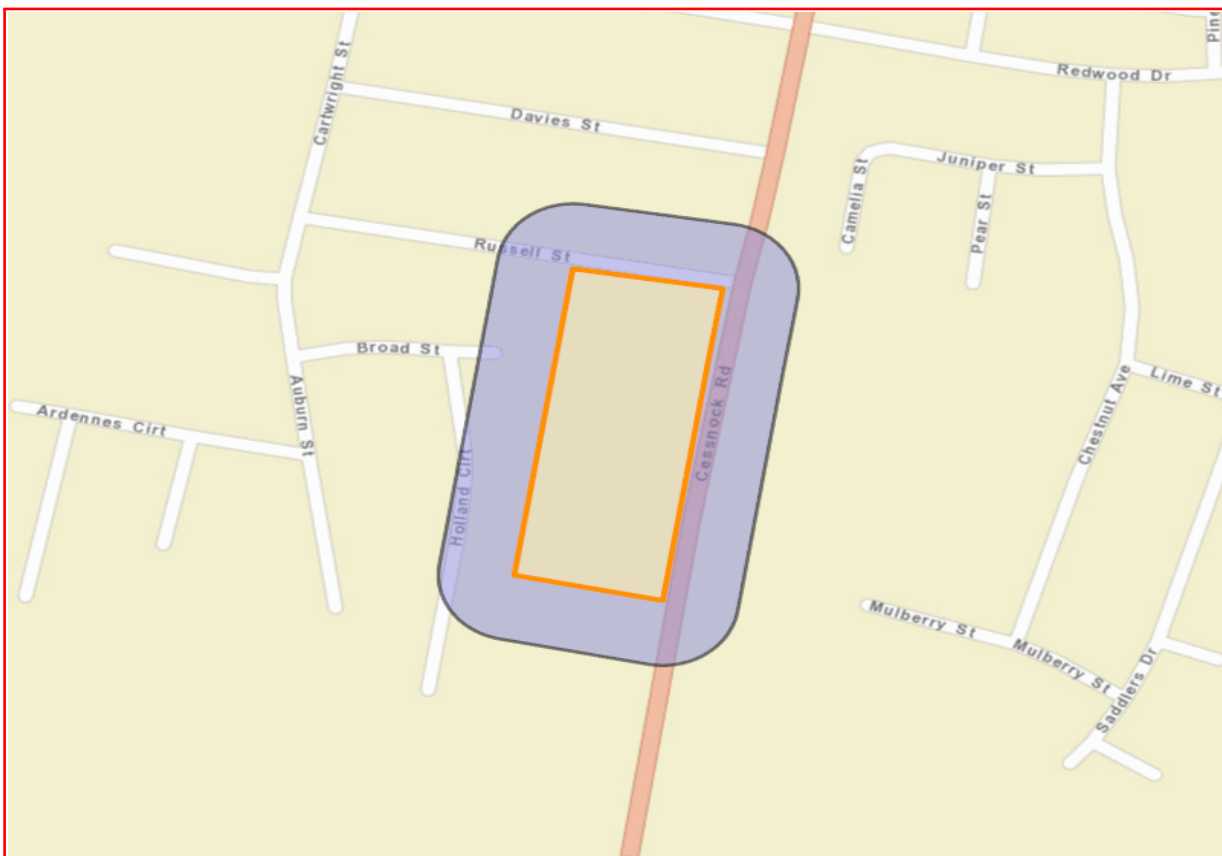 Pine
Redwood Dr
Cartwright St
Davies St
Juniper St
Camelia St
Pear St
Russell St
Broad St
Cessnock Rd
Lime St
Auburn St
Chestnut Ave
Ardennes Cirt
Holland Cirt
Mulberry St
Mulberry St
Saddlers Dr